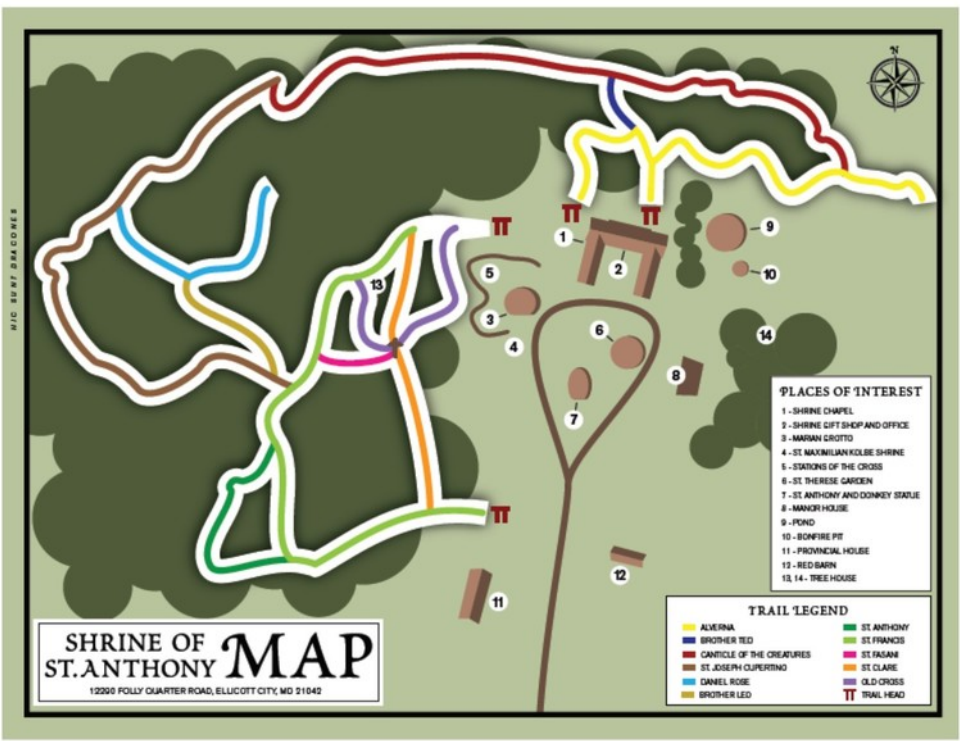 N
HIC SUNT DRACONES
1
2
3
4
5
6
7
8
9
10
11
12
13
14
PLACES OF INTEREST
1 - SHRINE CHAPEL
2 - SHRINE GIFT SHOP AND OFFICE
3 - MARIAN GROTTO
4 - ST. MAXIMILIAN KOLBE SHRINE
5 - STATIONS OF THE CROSS
6 - ST. THERESE GARDEN
7 - ST. ANTHONY AND DONKEY STATUE
8 - MANOR HOUSE
9 - POND
10 - BONFIRE PIT
11 - PROVINCIAL HOUSE
12 - RED BARN
13, 14 - TREE HOUSE
TRAIL LEGEND
ALVERNA
BROTHER TED
CANTICLE OF THE CREATURES
ST. JOSEPH CUPERTINO
DANIEL ROSE
BROTHER LEO
ST. ANTHONY
ST. FRANCIS
ST. FASANI
ST. CLARE
OLD CROSS
TRAIL HEAD
SHRINE OF
ST. ANTHONY MAP
12290 FOLLY QUARTER ROAD, ELLICOTT CITY, MD 21042